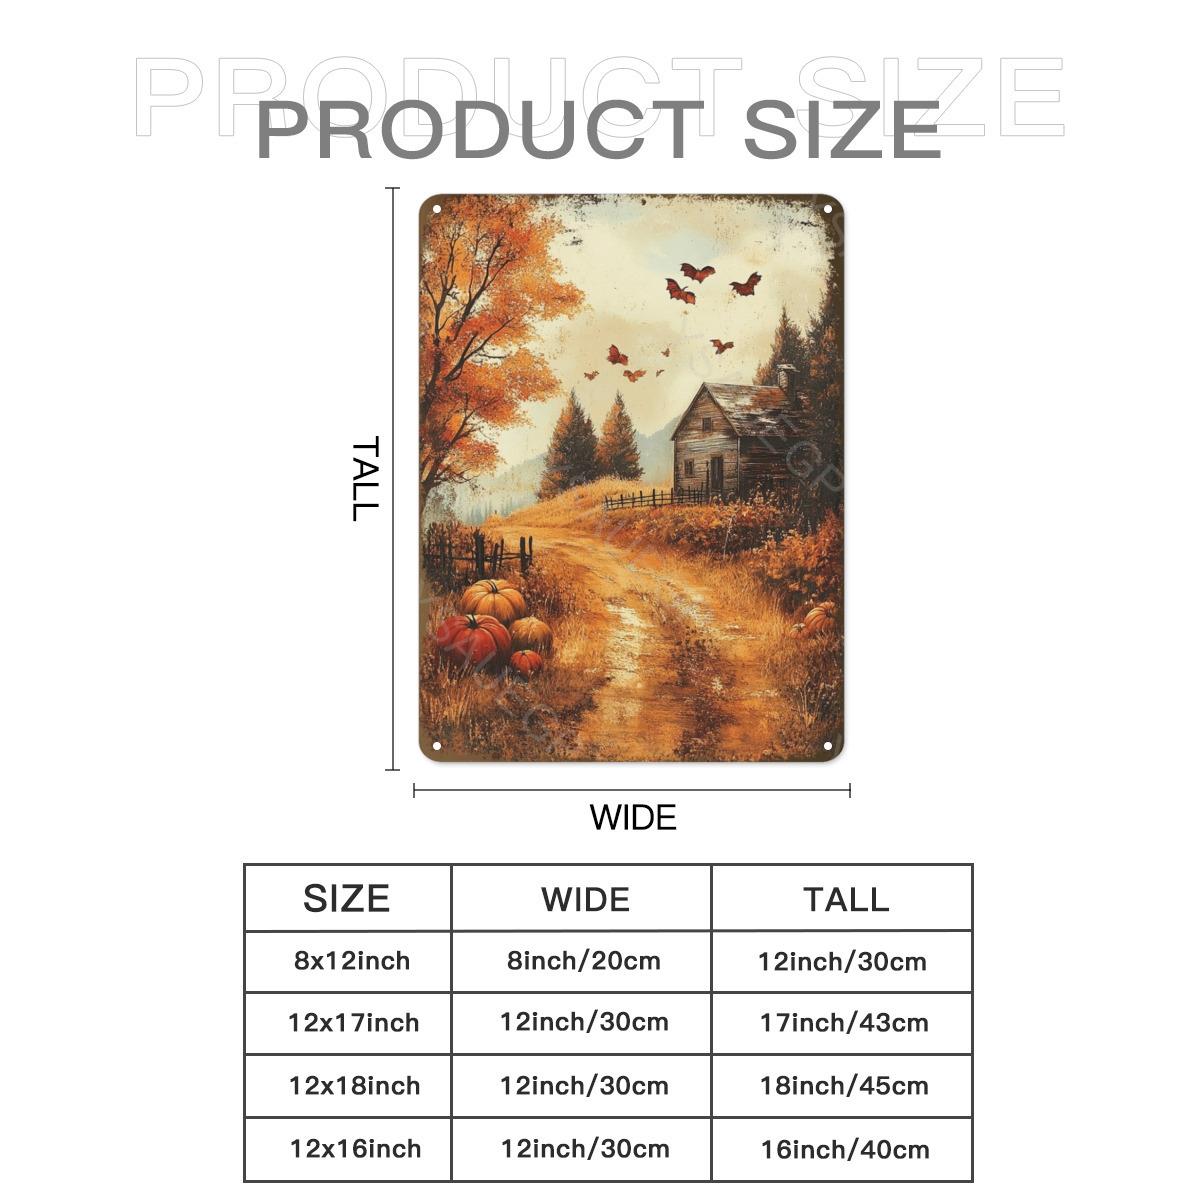 PRODUCT SIZE
PRODUCT SIZE
TALL
WIDE
SIZE WIDE TALL
8x12inch 8inch/20cm 12inch/30cm
12x17inch 12inch/30cm 17inch/43cm
12x18inch 12inch/30cm 18inch/45cm
12x16inch 12inch/30cm 16inch/40cm